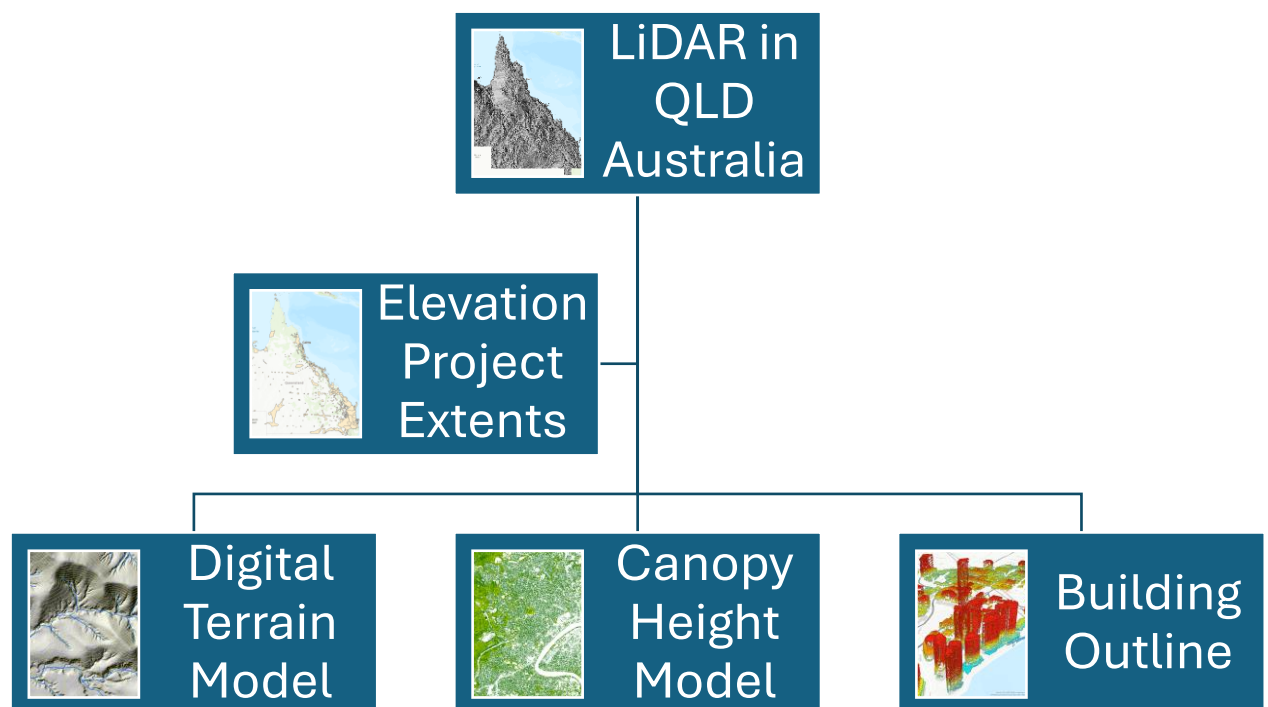 LiDAR in
QLD
Australia
Elevation
Project
Extents
Digital
Terrain
Model
Canopy
Height
Model
Building
Outline